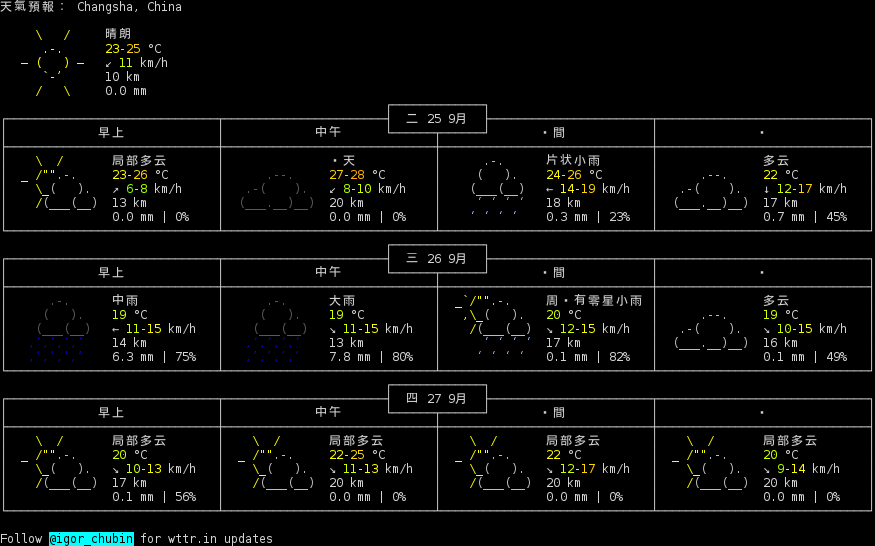 天氣預報： Changsha, China
晴朗
23-25 °C
↙ 11 km/h
10 km
0.0 mm
二 25 9月
早上 中午 ・間 ・
局部多云 ・天 片状小雨 多云
23-26 °C 27-28 °C 24-26 °C 22 °C
↗ 6-8 km/h ↙ 8-10 km/h ← 14-19 km/h ↓ 12-17 km/h
13 km 20 km 18 km 17 km
0.0 mm | 0% 0.0 mm | 0% 0.3 mm | 23% 0.7 mm | 45%
三 26 9月
早上 中午 ・間 ・
中雨 大雨 周・有零星小雨 多云
19 °C 19 °C 20 °C 19 °C
← 11-15 km/h ↘ 11-15 km/h ↘ 12-15 km/h ↘ 10-15 km/h
14 km 13 km 17 km 16 km
6.3 mm | 75% 7.8 mm | 80% 0.1 mm | 82% 0.1 mm | 49%
四 27 9月
早上 中午 ・間 ・
局部多云 局部多云 局部多云 局部多云
20 °C 22-25 °C 22 °C 20 °C
↘ 10-13 km/h ↘ 11-13 km/h ↘ 12-17 km/h ↘ 9-14 km/h
17 km 20 km 20 km 20 km
0.1 mm | 56% 0.0 mm | 0% 0.0 mm | 0% 0.0 mm | 0%
Follow @igor_chubin for wttr.in updates